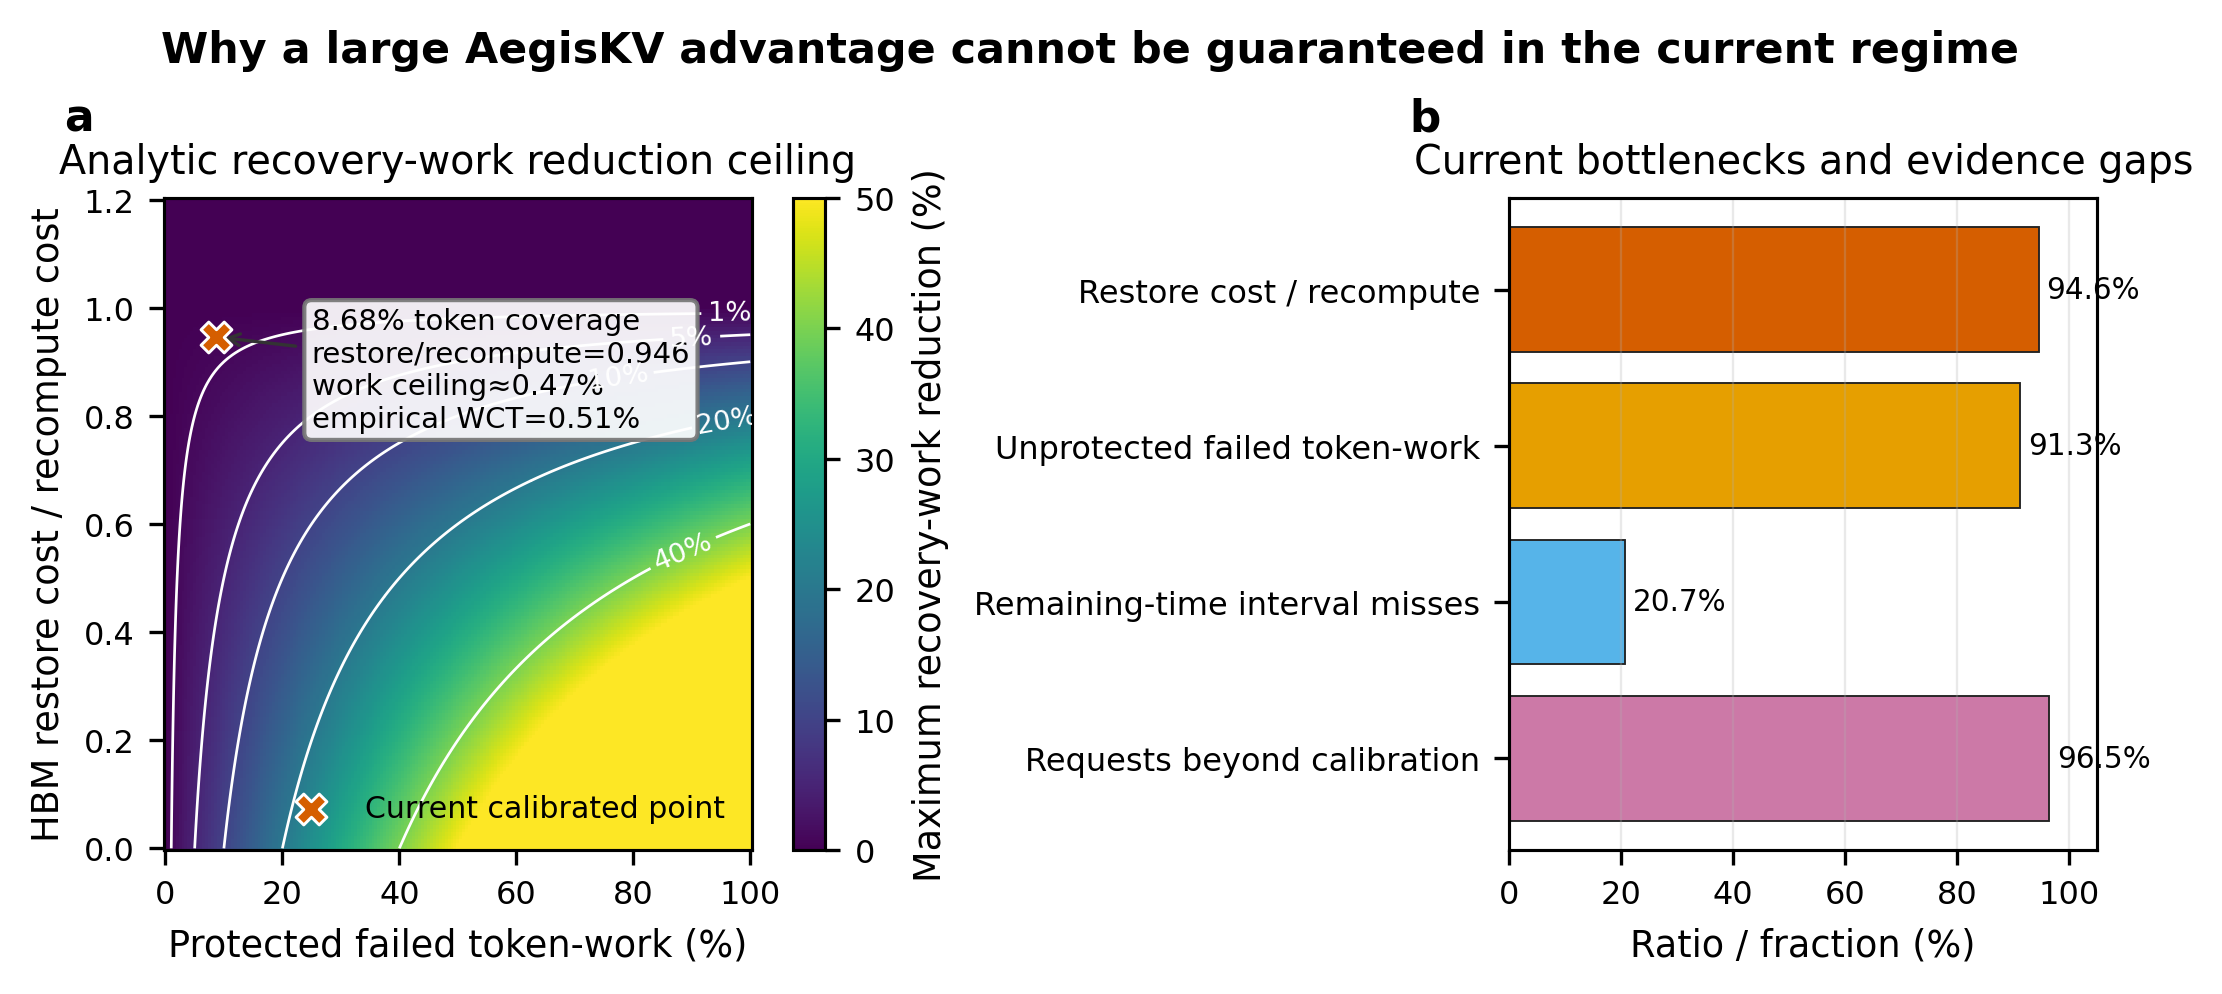 Why a large AegisKV advantage cannot be guaranteed in the current regime
a
Analytic recovery-work reduction ceiling
HBM restore cost / recompute cost
1.2
1.0
0.8
0.6
0.4
0.2
0.0
8.68% token coverage
restore/recompute=0.946
work ceiling≈0.47%
empirical WCT=0.51%
1%
5%
10%
20%
40%
Current calibrated point
0 20 40 60 80 100
Protected failed token-work (%)
50
40
30
20
10
0
Maximum recovery-work reduction (%)
b
Current bottlenecks and evidence gaps
Restore cost / recompute
94.6%
Unprotected failed token-work
91.3%
Remaining-time interval misses
20.7%
Requests beyond calibration
96.5%
0 20 40 60 80 100
Ratio / fraction (%)